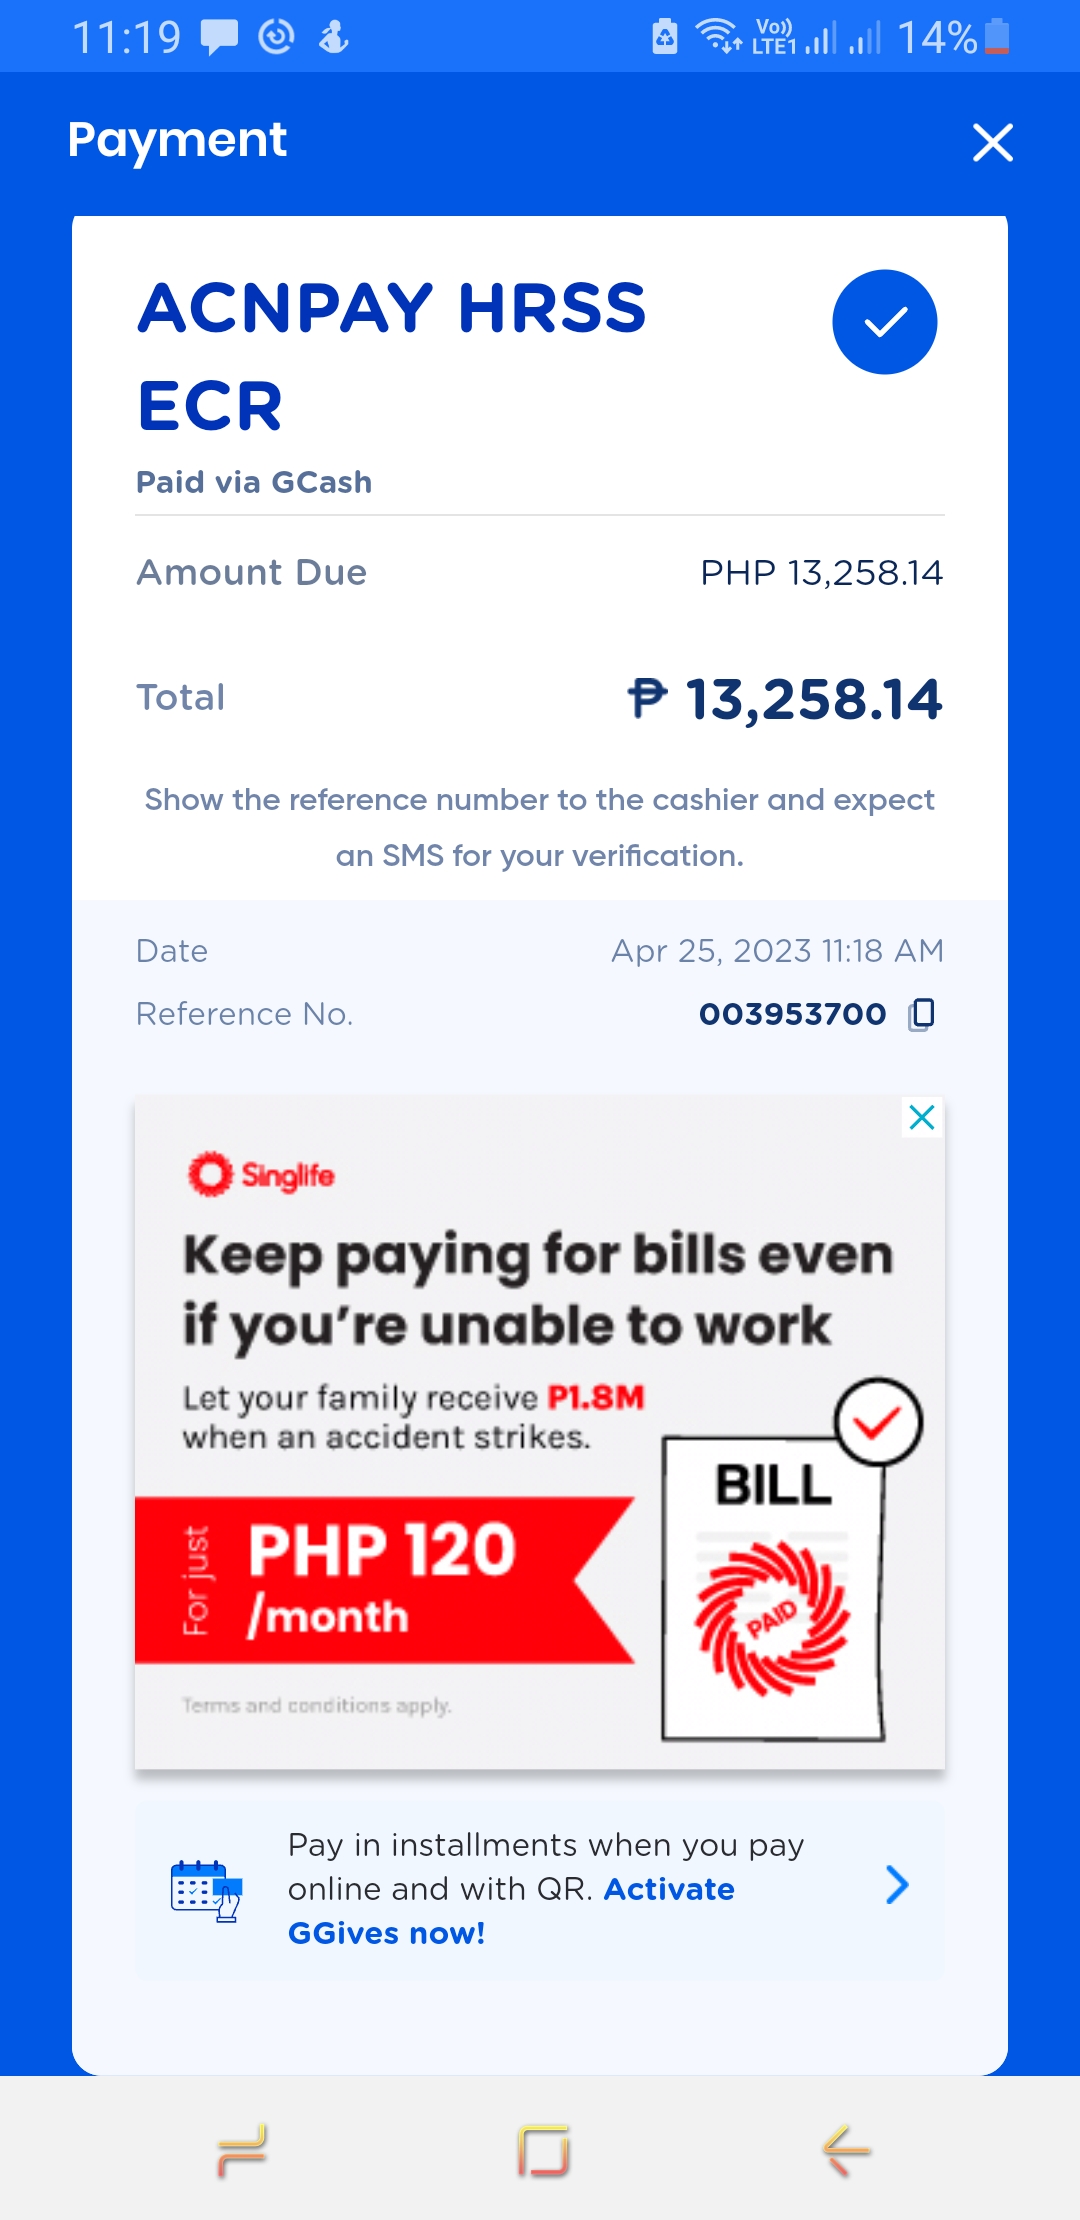 11:19 Vo)) LTE1 14%
Payment
ACNPAY HRSS
ECR
Paid via GCash
Amount Due PHP 13,258.14
Total ₱ 13,258.14
Show the reference number to the cashier and expect
an SMS for your verification.
Date Apr 25, 2023 11:18 AM
Reference No. 003953700
Singlife
Keep paying for bills even
if you're unable to work
Let your family receive P1.8M
when an accident strikes.
For just PHP 120
/month
BILL
PAID
Terms and conditions apply.
Pay in installments when you pay
online and with QR. Activate
GGives now!